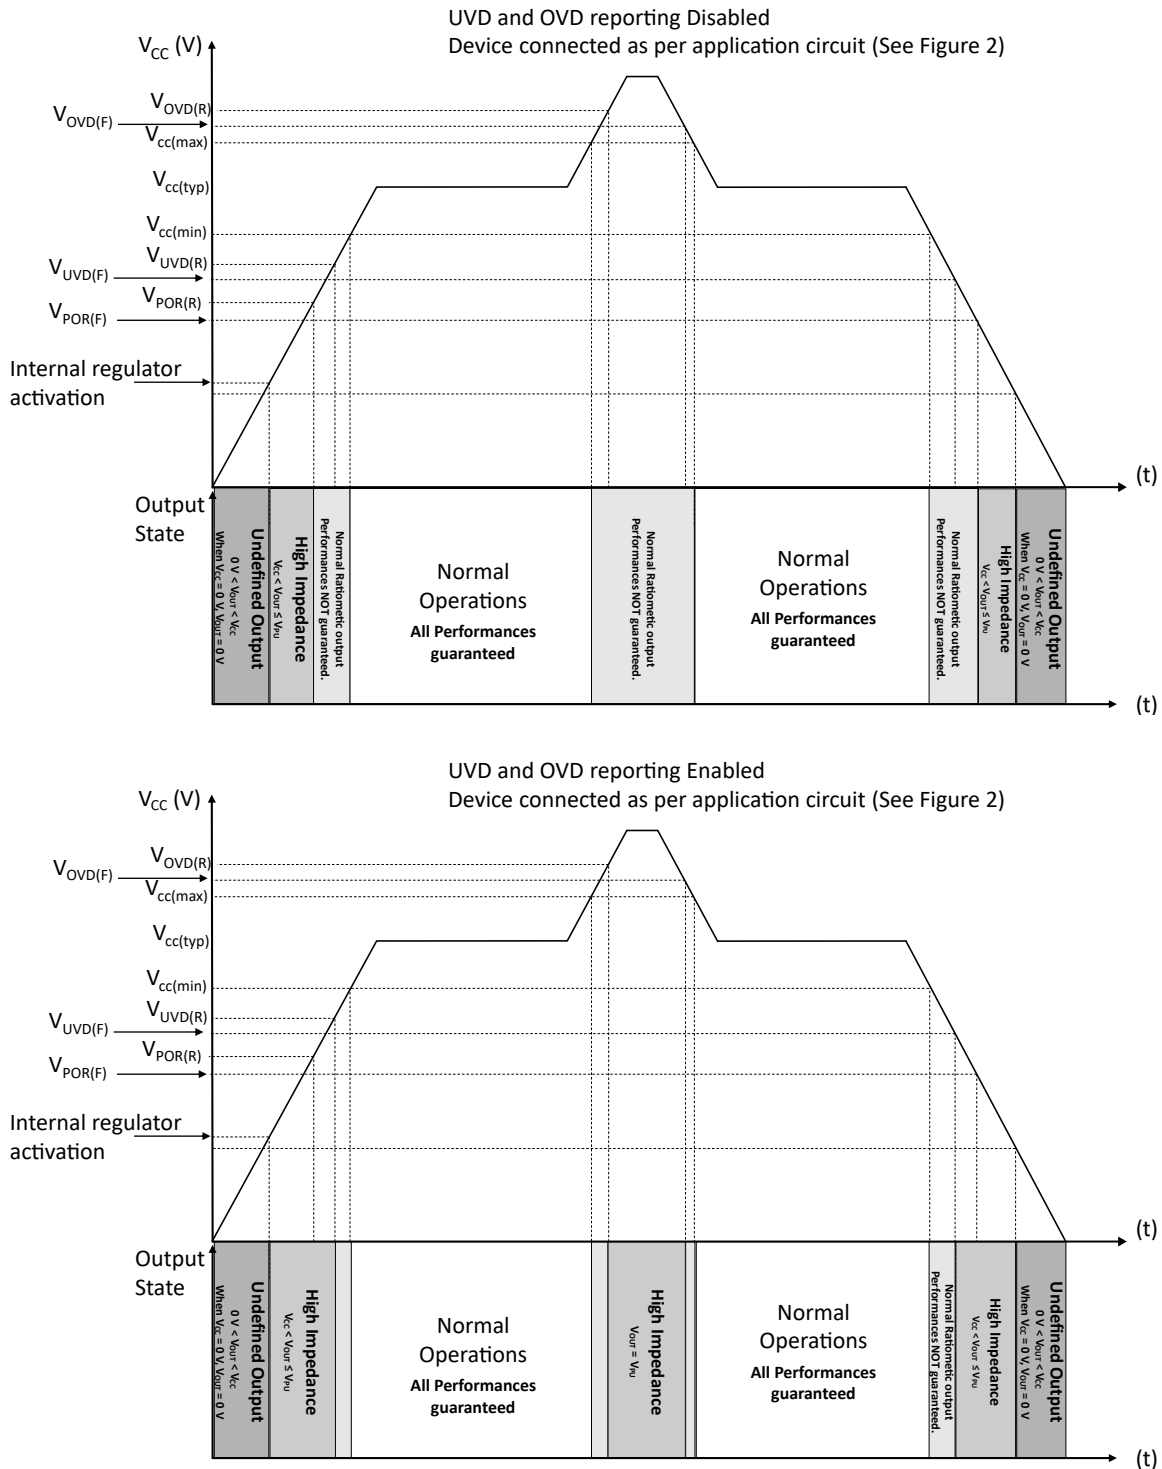 UVD and OVD reporting Disabled
Device connected as per application circuit (See Figure 2)
VCC (V)
VOVD(R)
VOVD(F)
Vcc(max)
Vcc(typ)
Vcc(min)
VUVD(R)
VUVD(F)
VPOR(R)
VPOR(F)
Internal regulator
activation
(t)
Output
State
Undefined Output
0 V < VOUT < VCC
When VCC = 0 V, VOUT = 0 V
High Impedance
VCC < VOUT ≤ VPU
Normal Ratiometic output
Performances NOT guaranteed.
Normal
Operations
All Performances
guaranteed
Normal Ratiometic output
Performances NOT guaranteed.
Normal
Operations
All Performances
guaranteed
Normal Ratiometic output
Performances NOT guaranteed.
High Impedance
VCC < VOUT ≤ VPU
Undefined Output
0 V < VOUT < VCC
When VCC = 0 V, VOUT = 0 V
(t)
UVD and OVD reporting Enabled
Device connected as per application circuit (See Figure 2)
VCC (V)
VOVD(R)
VOVD(F)
Vcc(max)
Vcc(typ)
Vcc(min)
VUVD(R)
VUVD(F)
VPOR(R)
VPOR(F)
Internal regulator
activation
(t)
Output
State
Undefined Output
0 V < VOUT < VCC
When VCC = 0 V, VOUT = 0 V
High Impedance
VCC < VOUT ≤ VPU
Normal
Operations
All Performances
guaranteed
High Impedance
VOUT = VPU
Normal
Operations
All Performances
guaranteed
Normal Ratiometic output
Performances NOT guaranteed.
High Impedance
VCC < VOUT ≤ VPU
Undefined Output
0 V < VOUT < VCC
When VCC = 0 V, VOUT = 0 V
(t)